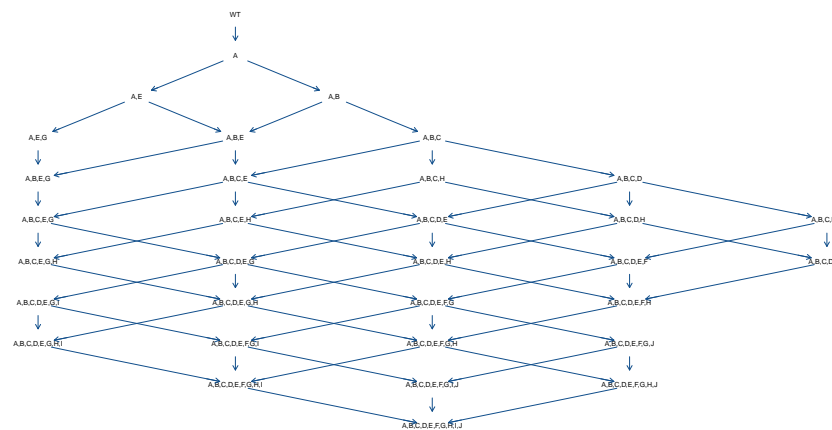 WT
A
A,E
A,B
A,E,G
A,B,E
A,B,C
A,B,E,G
A,B,C,E
A,B,C,H
A,B,C,D
A,B,C,E,G
A,B,C,E,H
A,B,C,D,E
A,B,C,D,H
A,B,C,
A,B,C,E,G,H
A,B,C,D,E,G
A,B,C,D,E,H
A,B,C,D,E,F
A,B,C,D
A,B,C,D,E,G,I
A,B,C,D,E,G,H
A,B,C,D,E,F,G
A,B,C,D,E,F,H
A,B,C,D,E,G,H,I
A,B,C,D,E,F,G,I
A,B,C,D,E,F,G,H
A,B,C,D,E,F,G,J
A,B,C,D,E,F,G,H,I
A,B,C,D,E,F,G,I,J
A,B,C,D,E,F,G,H,J
A,B,C,D,E,F,G,H,I,J